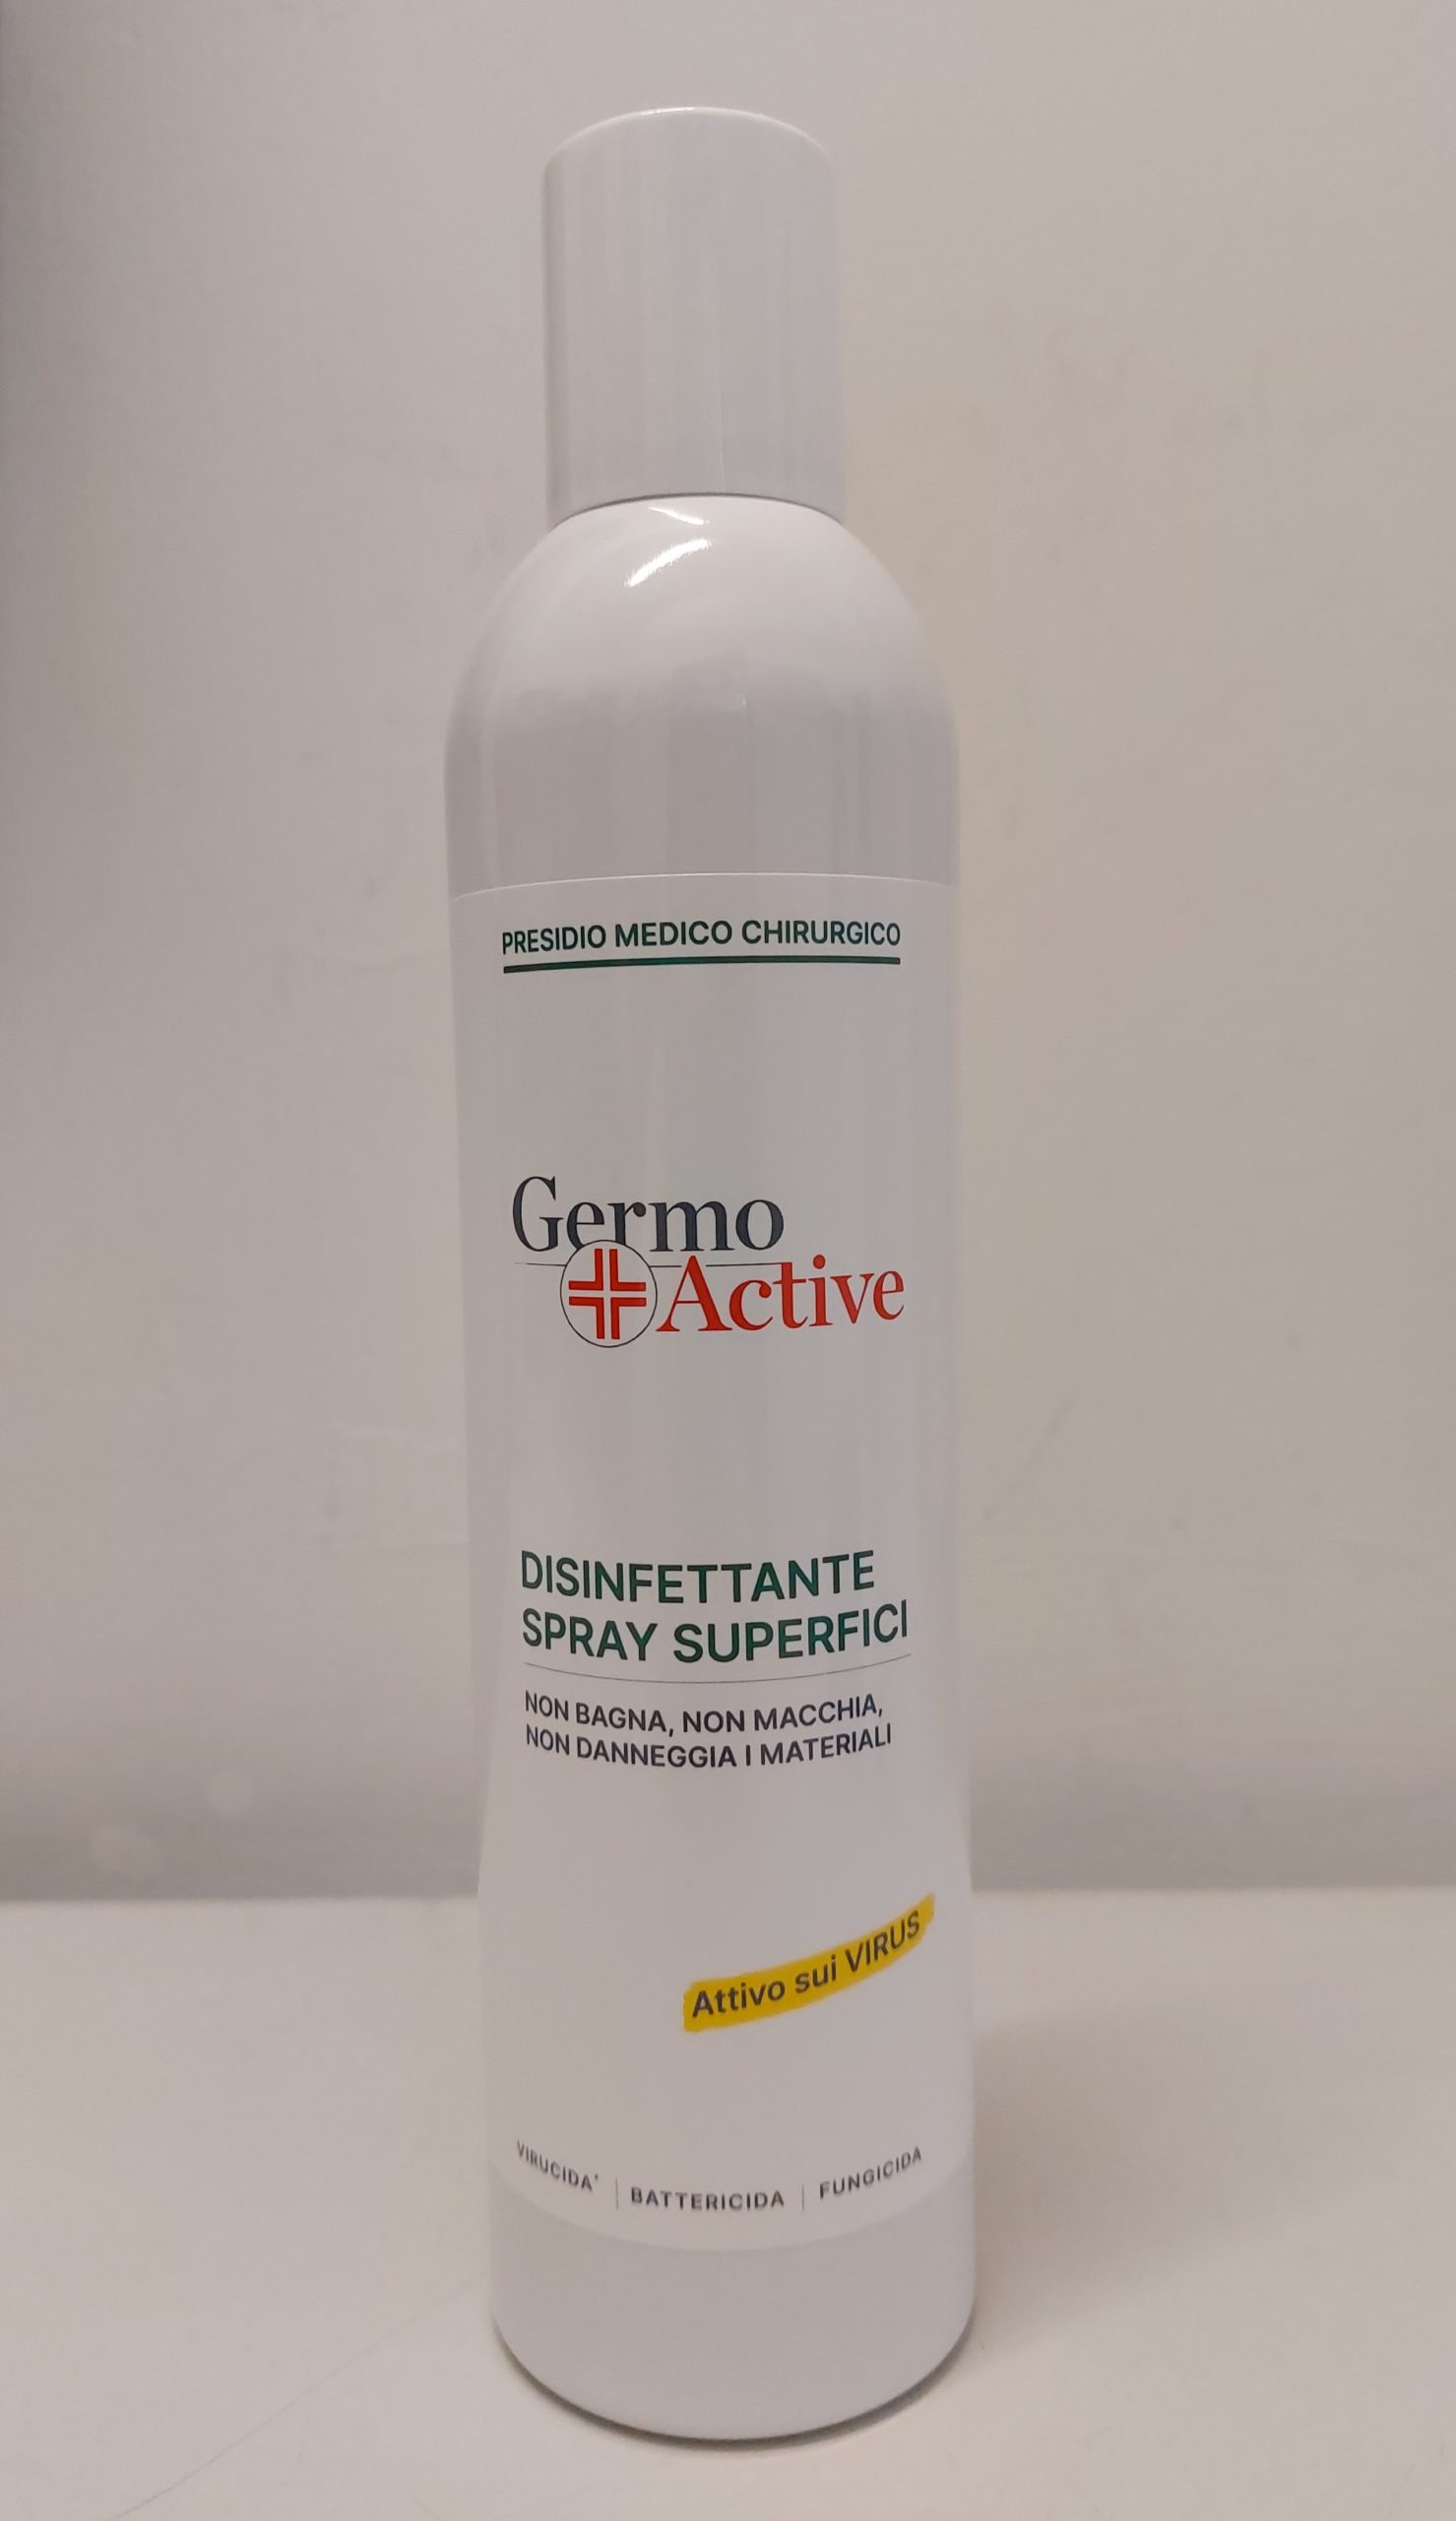 PRESIDIO MEDICO CHIRURGICO
Germo
Active
DISINFETTANTE
SPRAY SUPERFICI
NON BAGNA, NON MACCHIA,
NON DANNEGGIA I MATERIALI
Attivo sui VIRUS
VIRUCIDA* | BATTERICIDA | FUNGICIDA